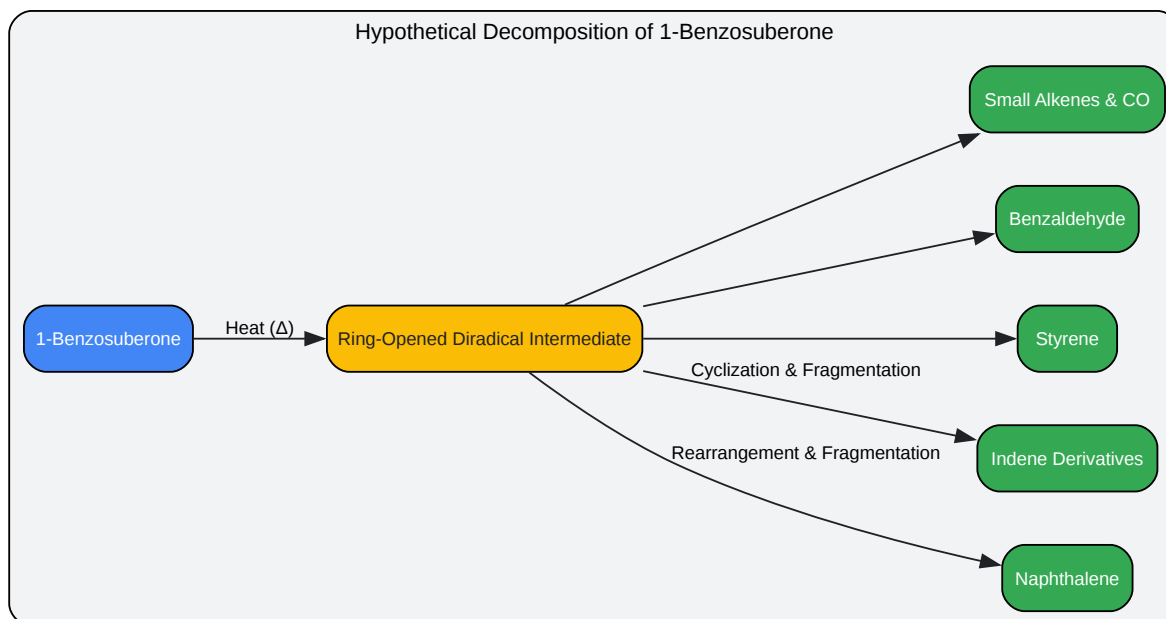 Hypothetical Decomposition of 1-Benzosuberone
Small Alkenes & CO
Benzaldehyde
1-Benzosuberone
Heat (Δ)
Ring-Opened Diradical Intermediate
Styrene
Cyclization & Fragmentation
Rearrangement & Fragmentation
Indene Derivatives
Naphthalene